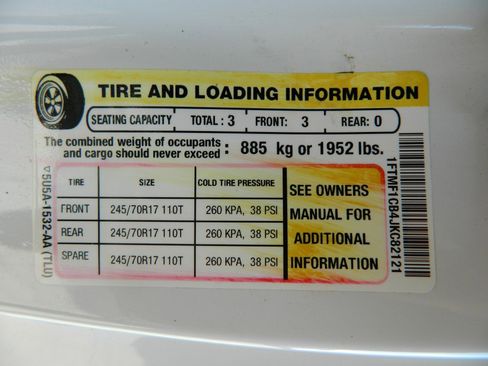 TIRE AND LOADING INFORMATION
SEATING CAPACITY TOTAL : 3 FRONT: 3 REAR: 0
The combined weight of occupants
and cargo should never exceed : 885 kg or 1952 lbs.
TIRE SIZE COLD TIRE PRESSURE
FRONT 245/70R17 110T 260 KPA, 38 PSI
REAR 245/70R17 110T 260 KPA, 38 PSI
SPARE 245/70R17 110T 260 KPA, 38 PSI
SEE OWNERS
MANUAL FOR
ADDITIONAL
INFORMATION
5U5A-1532-AA (TLU)
1FTMF1CB4JKC82121